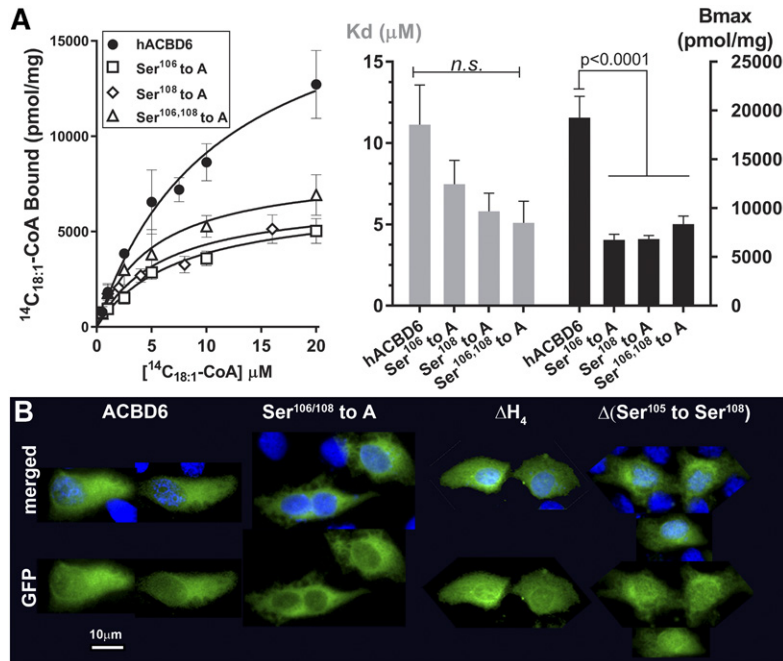 A
hACBD6
Ser106 to A
Ser108 to A
Ser106,108 to A
14C18:1-CoA Bound (pmol/mg)
15000
10000
5000
0
0 5 10 15 20
[14C18:1-CoA] μM
Kd (μM)
15
10
5
0
n.s.
Bmax
(pmol/mg)
p<0.0001
25000
20000
15000
10000
5000
0
hACBD6
Ser106 to A
Ser108 to A
Ser106,108 to A
hACBD6
Ser106 to A
Ser108 to A
Ser106,108 to A
B
ACBD6 Ser106/108 to A ΔH4 Δ(Ser105 to Ser108)
merged
GFP
10μm